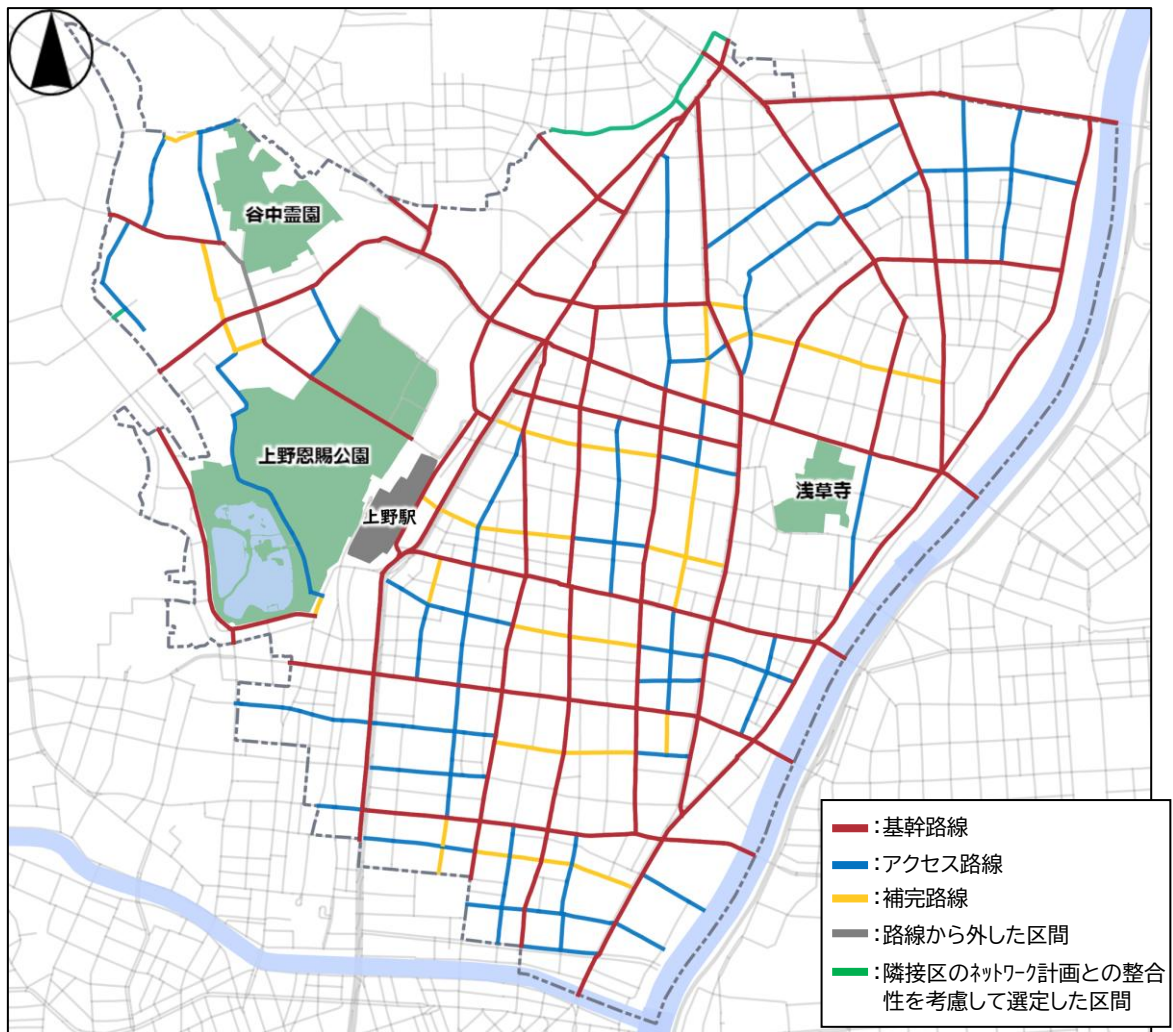 谷中霊園
上野恩賜公園
上野駅
浅草寺
:基幹路線
:アクセス路線
:補完路線
:路線から外した区間
:隣接区のネットワーク計画との整合
性を考慮して選定した区間